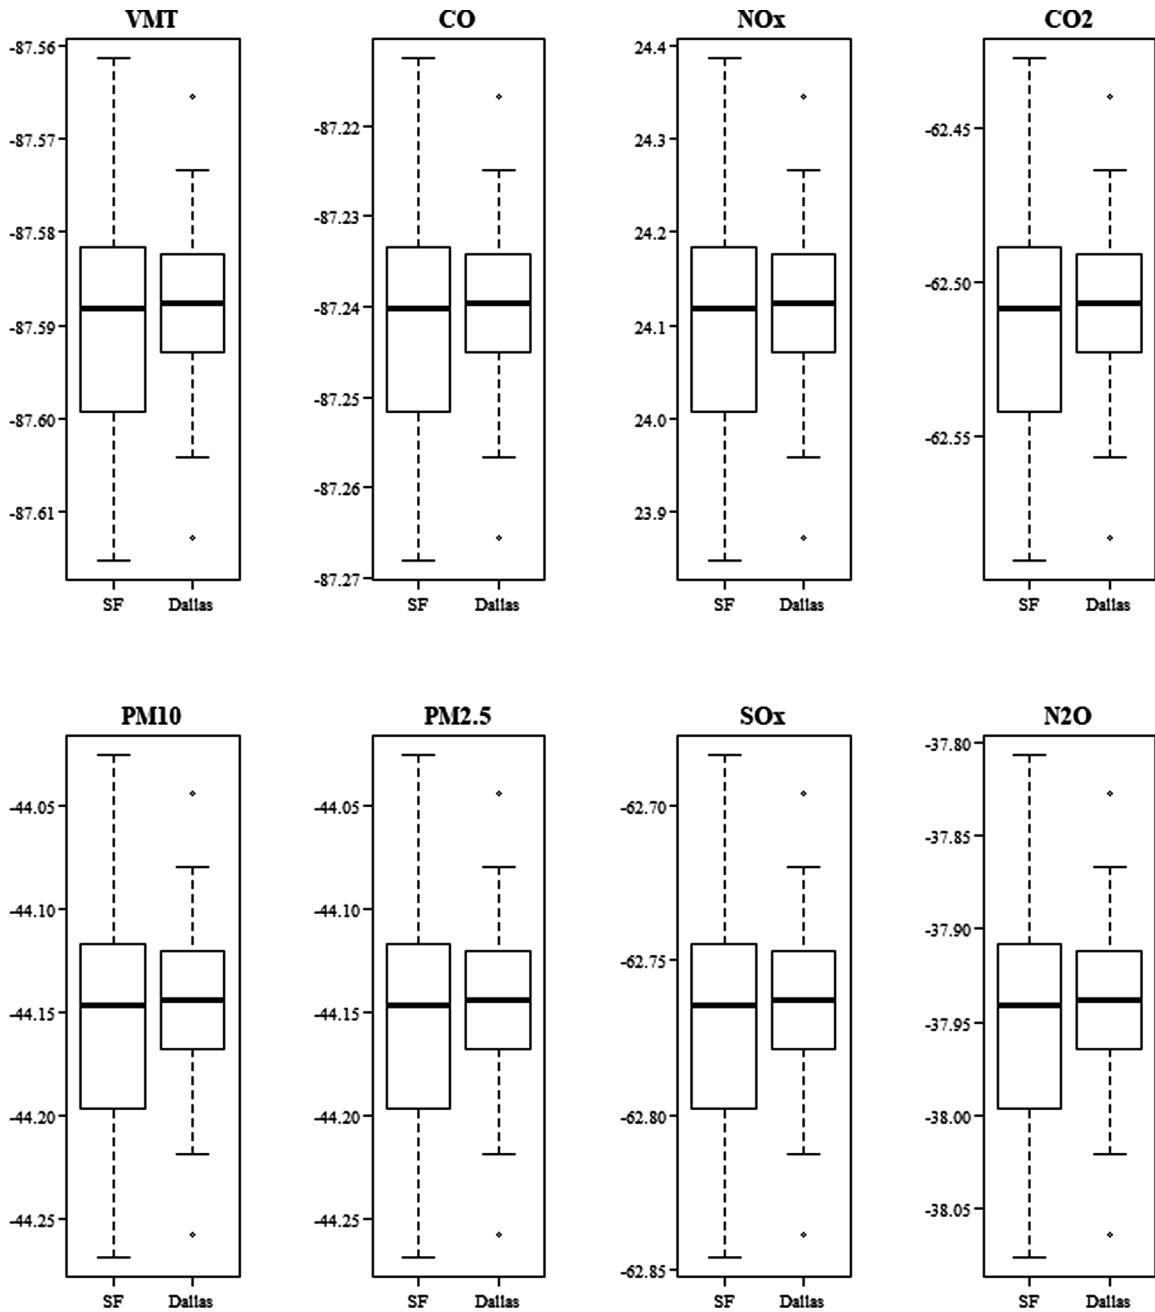 VMT
-87.56
-87.57
-87.58
-87.59
-87.60
-87.61
SF Dallas
CO
-87.22
-87.23
-87.24
-87.25
-87.26
-87.27
SF Dallas
NOx
24.4
24.3
24.2
24.1
24.0
23.9
SF Dallas
CO2
-62.45
-62.50
-62.55
SF Dallas
PM10
-44.05
-44.10
-44.15
-44.20
-44.25
SF Dallas
PM2.5
-44.05
-44.10
-44.15
-44.20
-44.25
SF Dallas
SOx
-62.70
-62.75
-62.80
-62.85
SF Dallas
N2O
-37.80
-37.85
-37.90
-37.95
-38.00
-38.05
SF Dallas